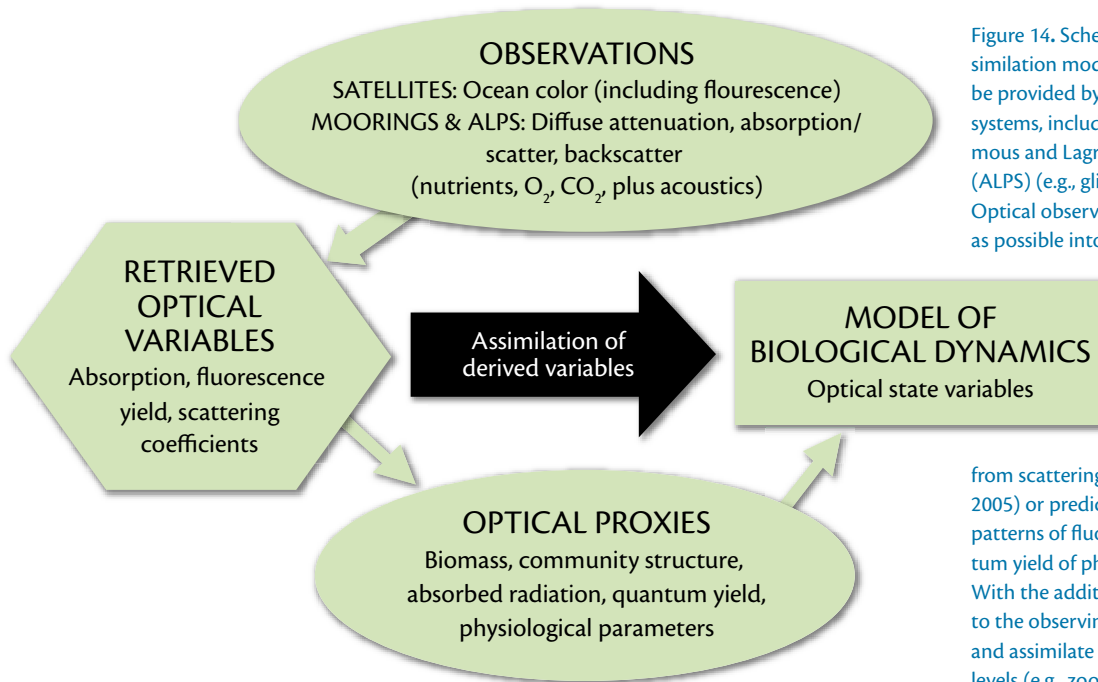 OBSERVATIONS
SATELLITES: Ocean color (including flourescence)
MOORINGS & ALPS: Diffuse attenuation, absorption/
scatter, backscatter
(nutrients, O₂, CO₂, plus acoustics)
RETRIEVED
OPTICAL
VARIABLES
Absorption, fluorescence
yield, scattering
coefficients
Assimilation of
derived variables
MODEL OF
BIOLOGICAL DYNAMICS
Optical state variables
OPTICAL PROXIES
Biomass, community structure,
absorbed radiation, quantum yield,
physiological parameters
Figure 14. Sche
similation mod
be provided by
systems, includ
mous and Lagr
(ALPS) (e.g., gli
Optical observ
as possible into
from scattering
2005) or predic
patterns of fluo
tum yield of ph
With the addit
to the observin
and assimilate
levels (e.g., zoo